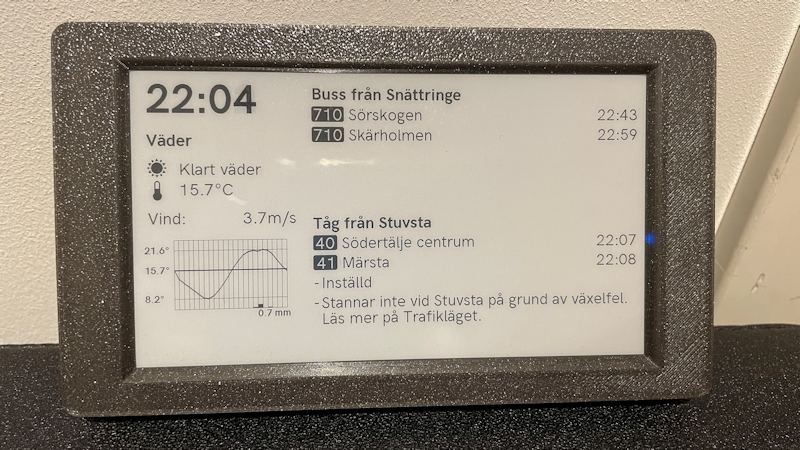 22:04
Väder
Klart väder
15.7°C
Vind: 3.7m/s
21.6°
15.7°
8.2°
0.7 mm
Buss från Snättringe
710 Sörskogen 22:43
710 Skärholmen 22:59
Tåg från Stuvsta
40 Södertälje centrum 22:07
41 Märsta 22:08
- Inställd
- Stannar inte vid Stuvsta på grund av växelfel.
Läs mer på Trafikläget.